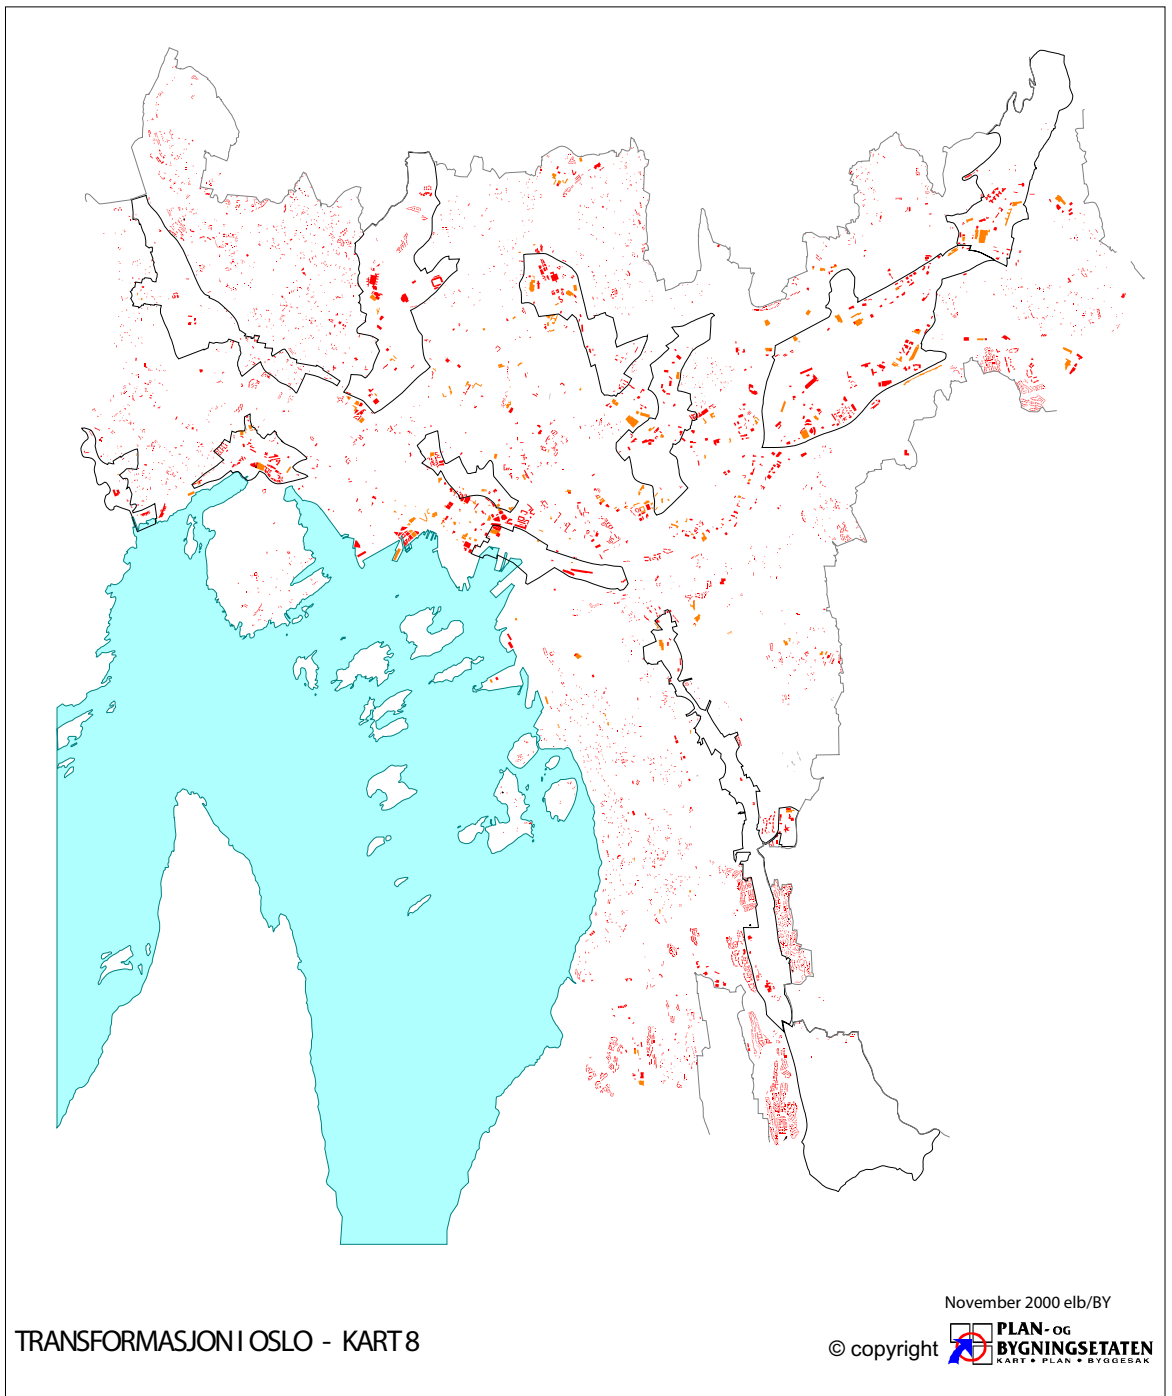 November 2000 elb/BY
TRANSFORMASJON I OSLO - KART 8
© copyright
PLAN- OG
BYGNINGSETATEN
KART • PLAN • BYGGESAK